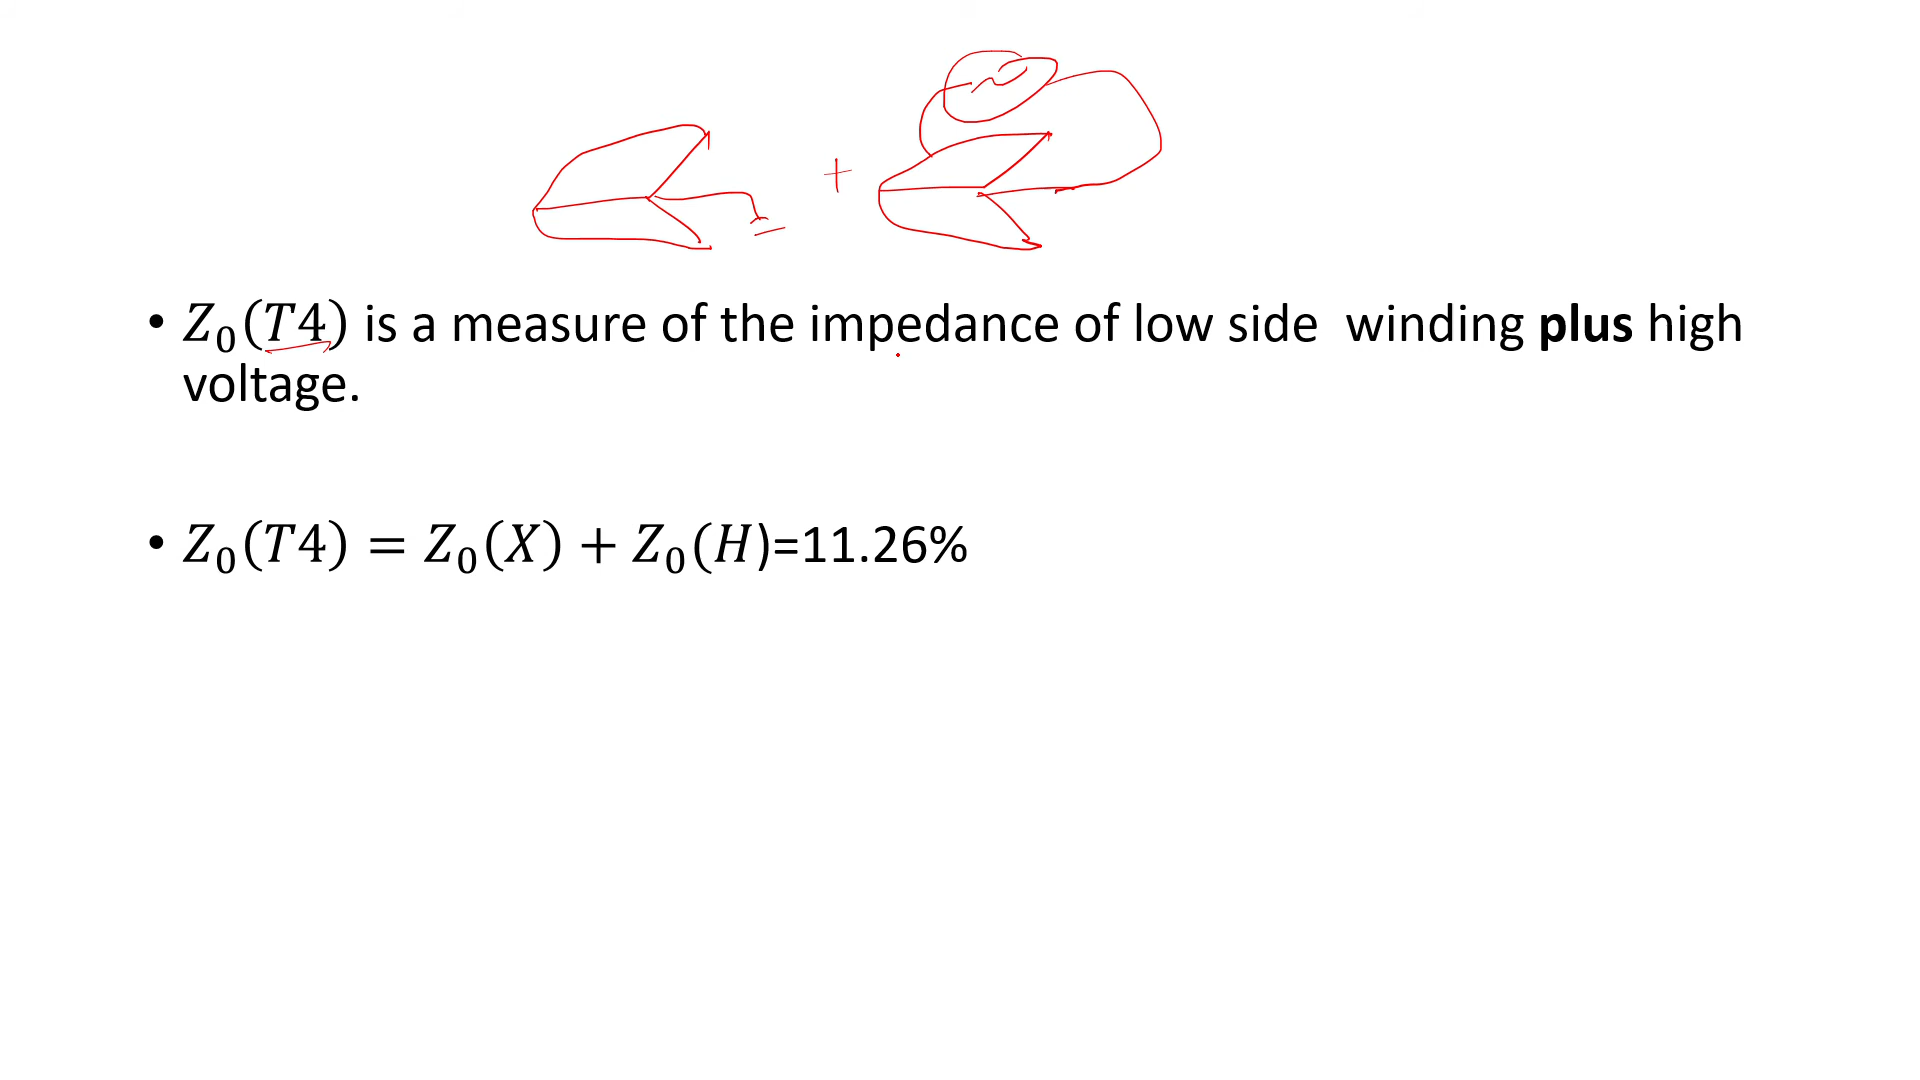 +
• Z₀(T4) is a measure of the impedance of low side winding plus high
voltage.
• Z₀(T4) = Z₀(X) + Z₀(H)=11.26%